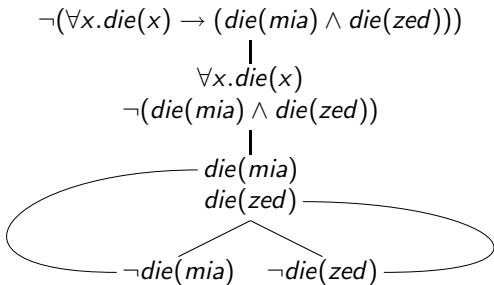 ¬(∀x.die(x) → (die(mia) ∧ die(zed)))
∀x.die(x)
¬(die(mia) ∧ die(zed))
die(mia)
die(zed)
¬die(mia) ¬die(zed)